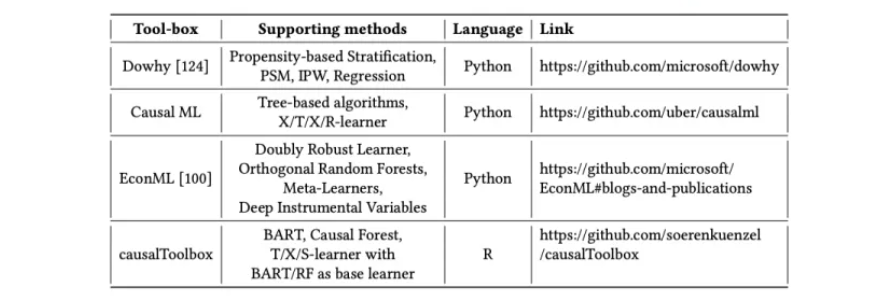 Tool-box Supporting methods Language Link
Dowhy [124] Propensity-based Stratification, PSM, IPW, Regression Python https://github.com/microsoft/dowhy
Causal ML Tree-based algorithms, X/T/X/R-learner Python https://github.com/uber/causalml
EconML [100] Doubly Robust Learner, Orthogonal Random Forests, Meta-Learners, Deep Instrumental Variables Python https://github.com/microsoft/ EconML#blogs-and-publications
causalToolbox BART, Causal Forest, T/X/S-learner with BART/RF as base learner R https://github.com/soerenkuenzel /causalToolbox